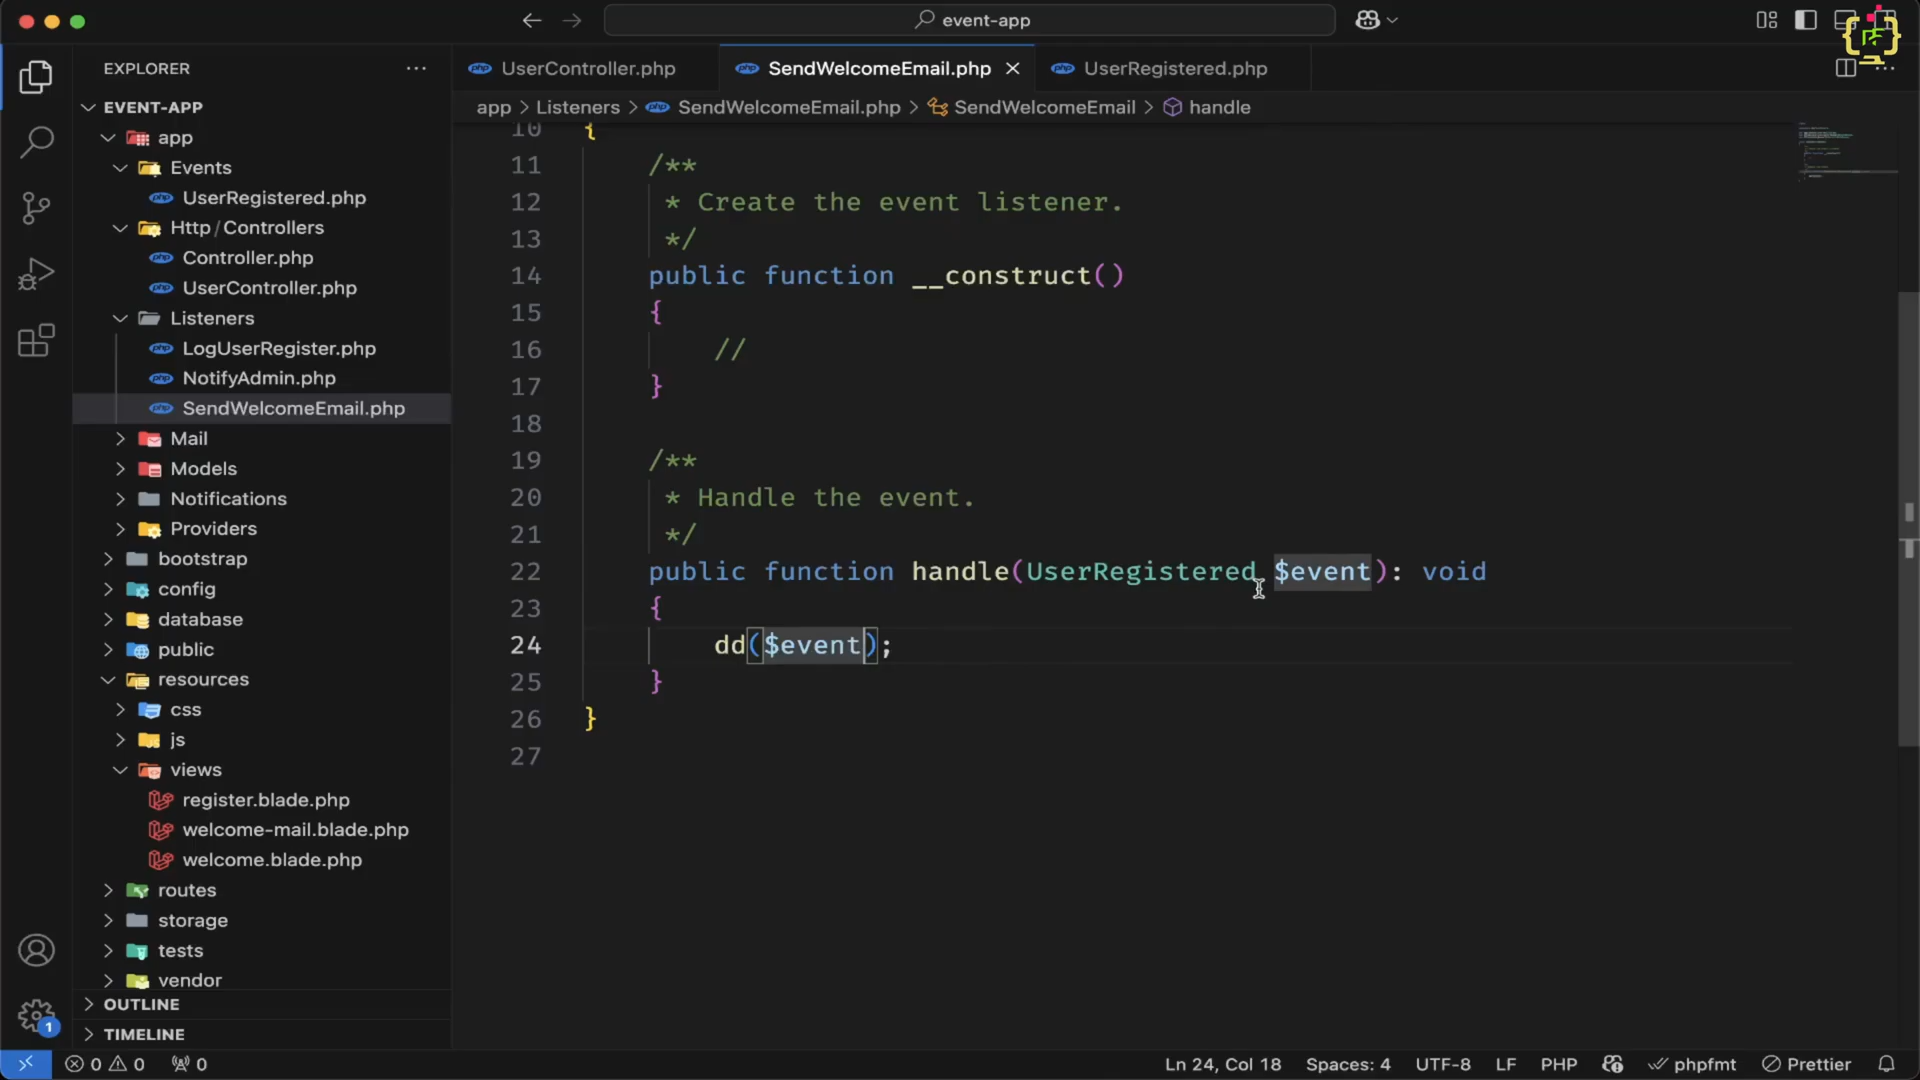 event-app
EXPLORER
EVENT-APP
app
Events
UserRegistered.php
Http/Controllers
Controller.php
UserController.php
Listeners
LogUserRegister.php
NotifyAdmin.php
SendWelcomeEmail.php
Mail
Models
Notifications
Providers
bootstrap
config
database
public
resources
css
js
views
register.blade.php
welcome-mail.blade.php
welcome.blade.php
routes
storage
tests
vendor
OUTLINE
TIMELINE
UserController.php SendWelcomeEmail.php UserRegistered.php
app > Listeners > SendWelcomeEmail.php > SendWelcomeEmail > handle
10 {
11 /**
12 * Create the event listener.
13 */
14 public function __construct()
15 {
16 //
17 }
18
19 /**
20 * Handle the event.
21 */
22 public function handle(UserRegistered $event): void
23 {
24 dd($event);
25 }
26 }
27
1
0 0 0 Ln 24, Col 18 Spaces: 4 UTF-8 LF PHP phpfmt Prettier